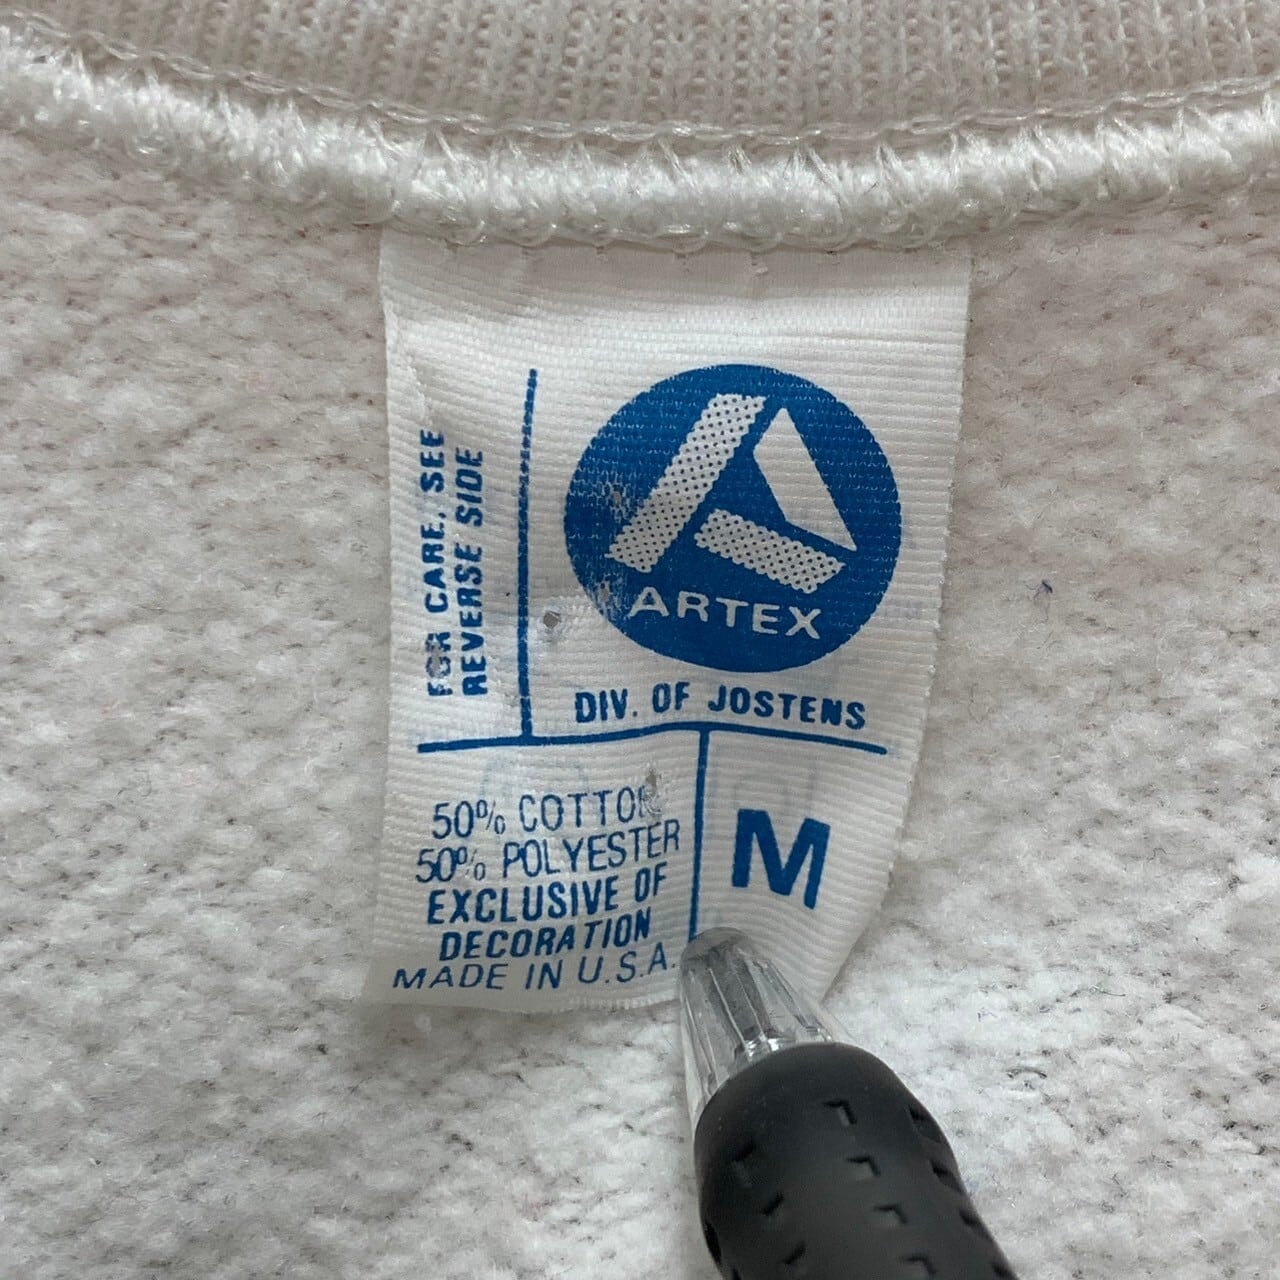 FOR CARE, SEE
REVERSE SIDE
ARTEX
DIV. OF JOSTENS
50% COTTON
50% POLYESTER
EXCLUSIVE OF
DECORATION
MADE IN U.S.A.
M